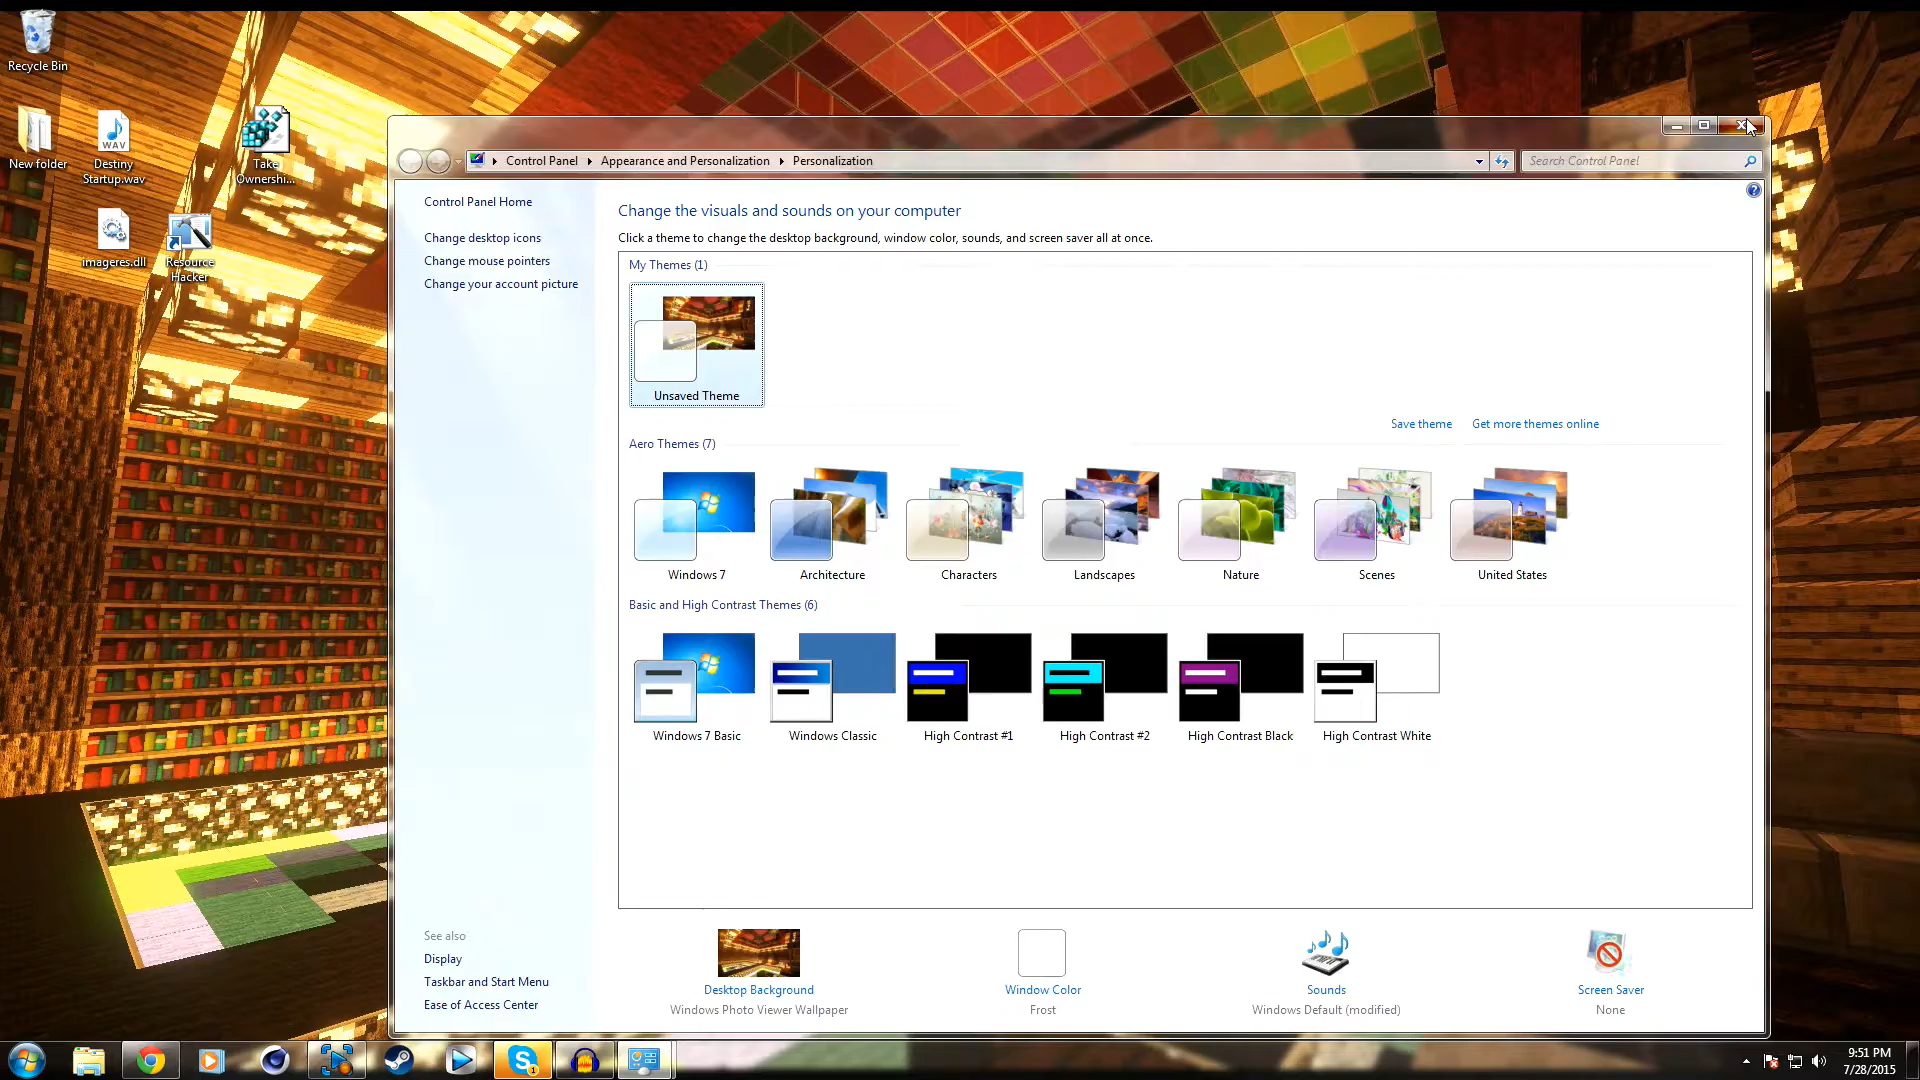 Recycle Bin
New folder
Destiny
Startup.wav
WAV
Take
Ownershi...
imageres.dll
Resource
Hacker
Control Panel
Appearance and Personalization
Personalization
Search Control Panel
Control Panel Home
Change desktop icons
Change mouse pointers
Change your account picture
Change the visuals and sounds on your computer
Click a theme to change the desktop background, window color, sounds, and screen saver all at once.
My Themes (1)
Unsaved Theme
Save theme
Get more themes online
Aero Themes (7)
Windows 7
Architecture
Characters
Landscapes
Nature
Scenes
United States
Basic and High Contrast Themes (6)
Windows 7 Basic
Windows Classic
High Contrast #1
High Contrast #2
High Contrast Black
High Contrast White
See also
Display
Taskbar and Start Menu
Ease of Access Center
Desktop Background
Windows Photo Viewer Wallpaper
Window Color
Frost
Sounds
Windows Default (modified)
Screen Saver
None
1
9:51 PM
7/28/2015